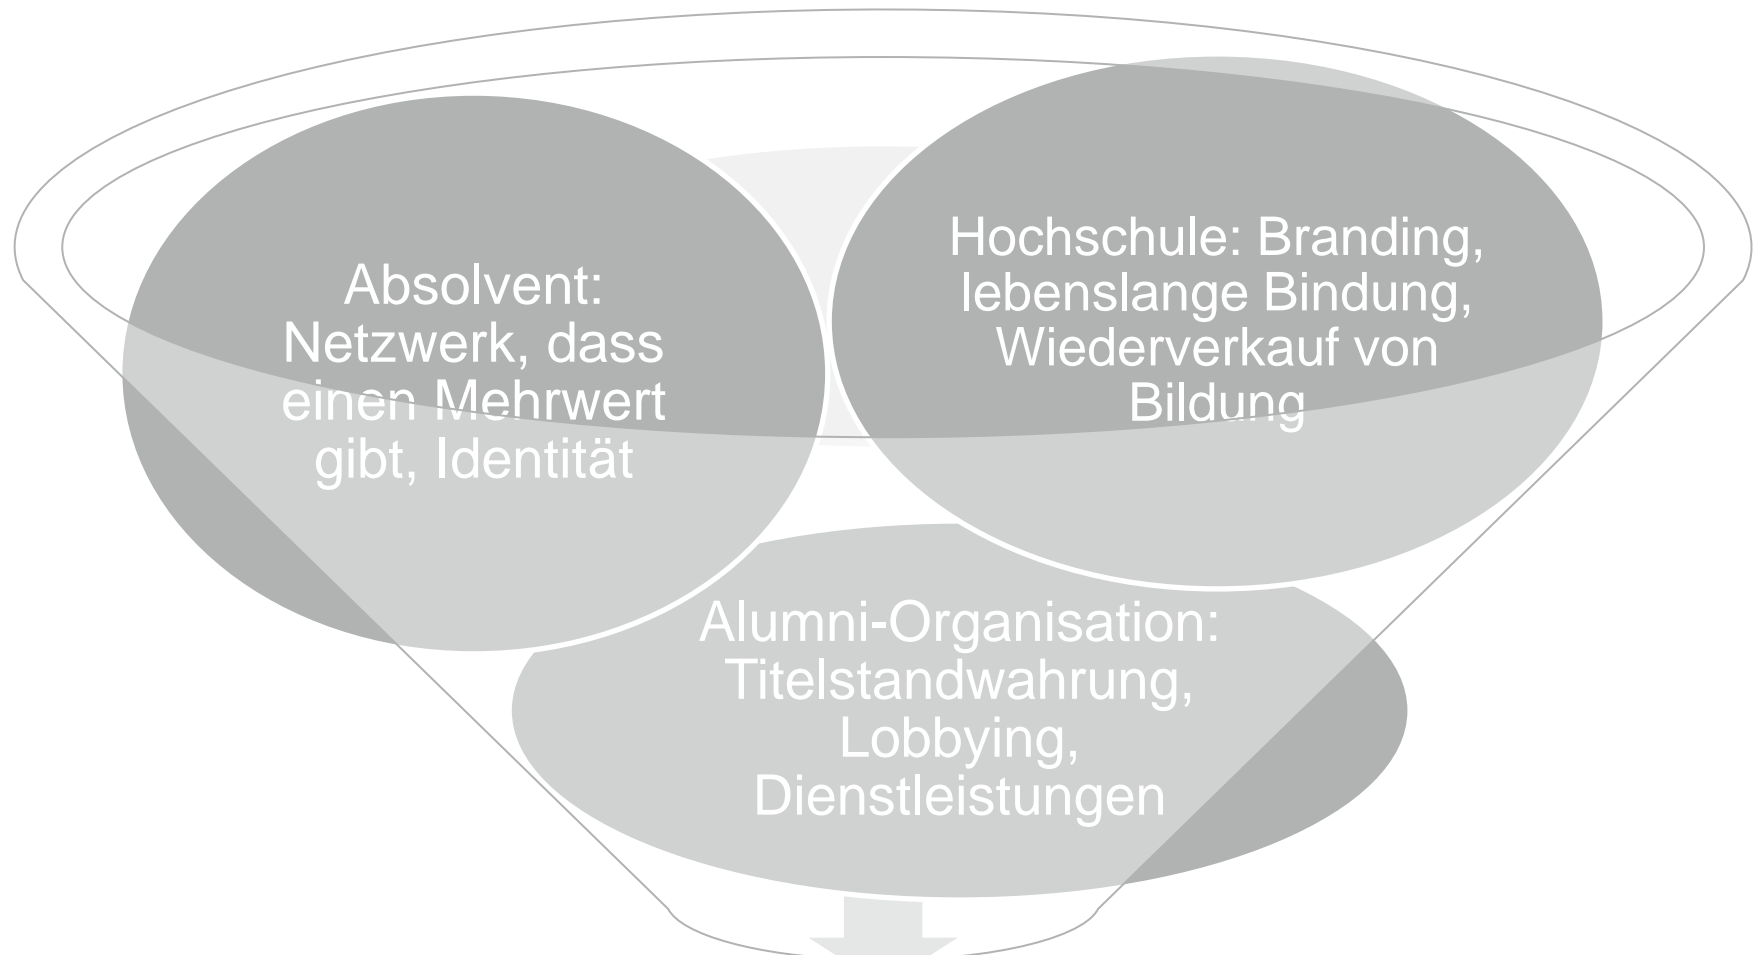 Absolvent:
Netzwerk, dass
einen Mehrwert
gibt, Identität
Hochschule: Branding,
lebenslange Bindung,
Wiederverkauf von
Bildung
Alumni-Organisation:
Titelstandwahrung,
Lobbying,
Dienstleistungen